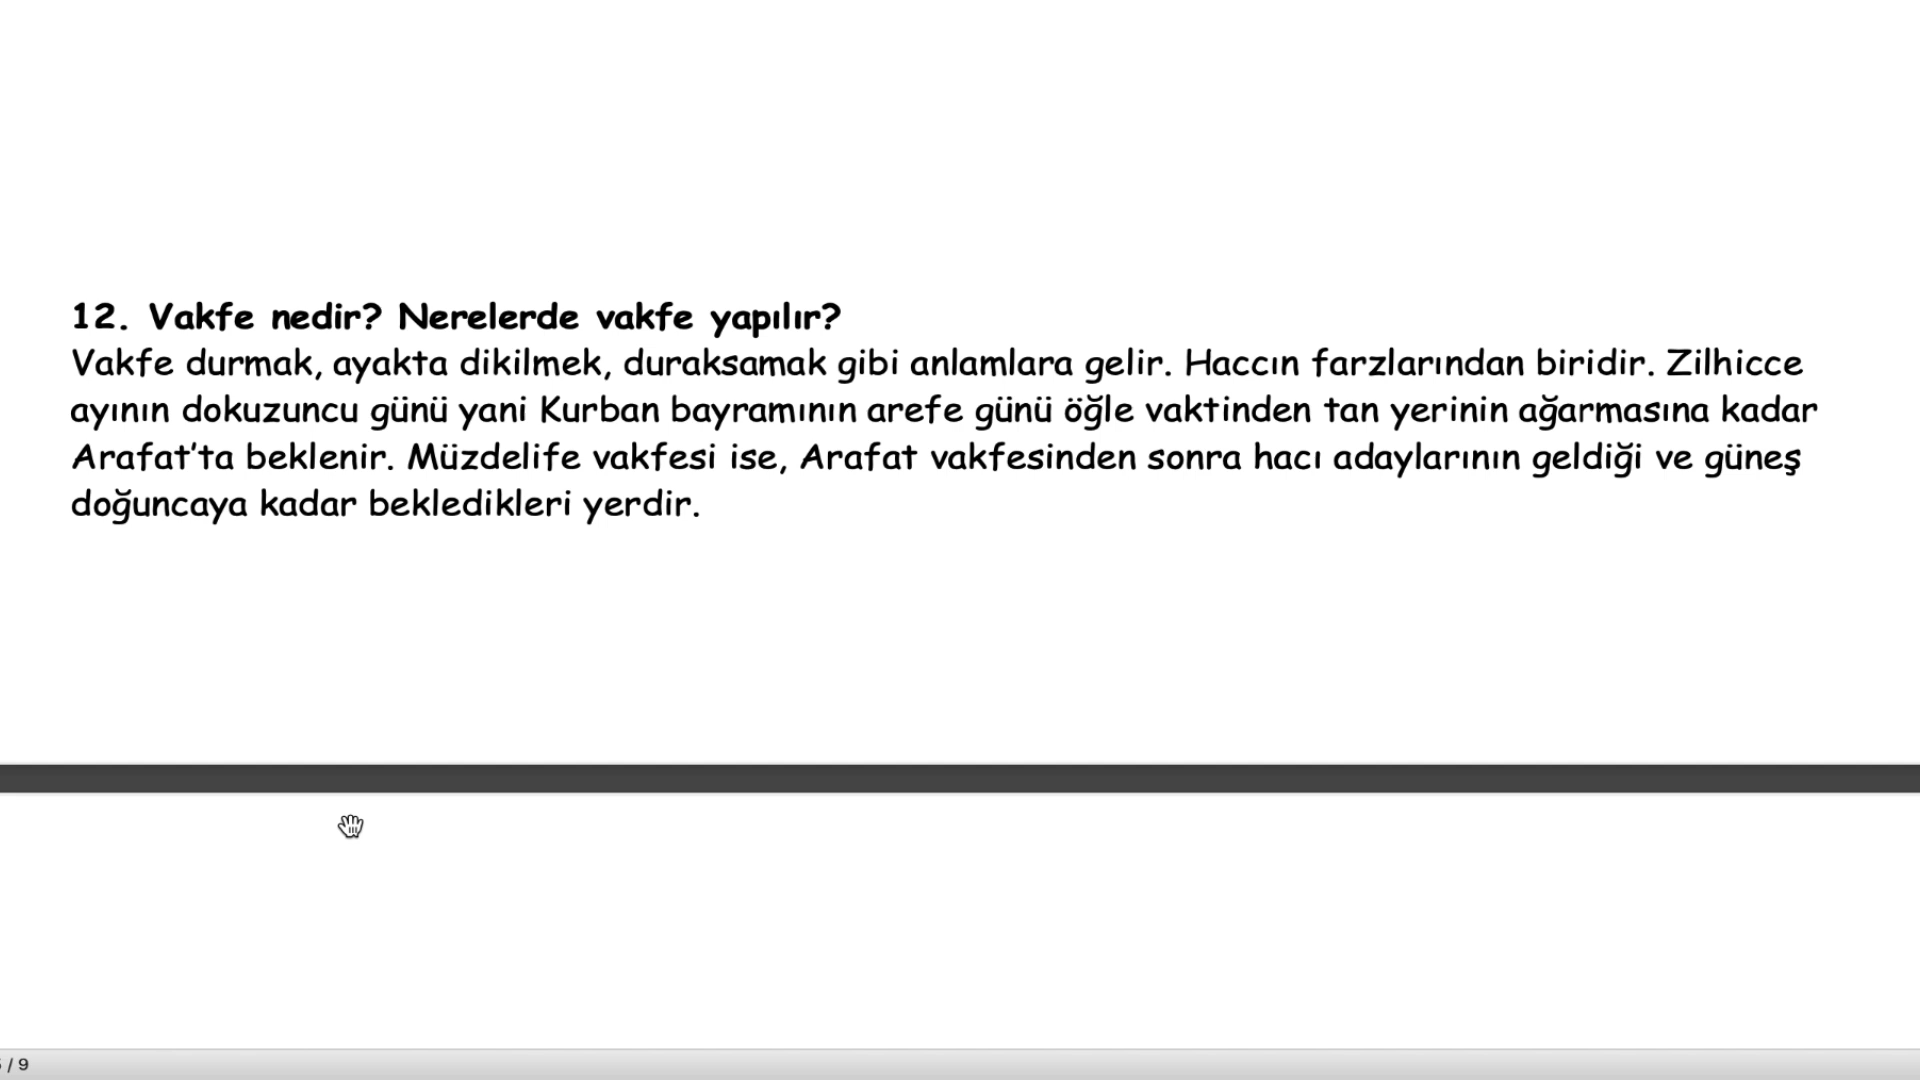 12. Vakfe nedir? Nerelerde vakfe yapılır?
Vakfe durmak, ayakta dikilmek, duraksamak gibi anlamlara gelir. Haccın farzlarından biridir. Zilhicce
ayının dokuzuncu günü yani Kurban bayramının arefe günü öğle vaktinden tan yerinin ağarmasına kadar
Arafat'ta beklenir. Müzdelife vakfesi ise, Arafat vakfesinden sonra hacı adaylarının geldiği ve güneş
doğuncaya kadar bekledikleri yerdir.
/ 9